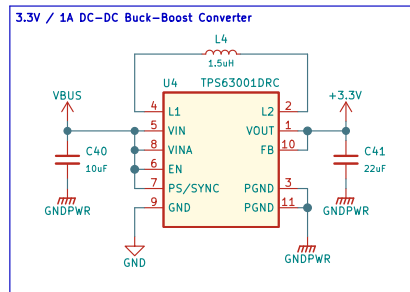 3.3V / 1A DC-DC Buck-Boost Converter
L4
1.5uH
U4 TPS63001DRC
VBUS
+3.3V
4 L1 L2 2
5 VIN VOUT 1
8 VINA FB 10
6 EN
7 PS/SYNC PGND 3
9 GND PGND 11
C40
10uF
C41
22uF
GNDPWR
GNDPWR
GND
GNDPWR